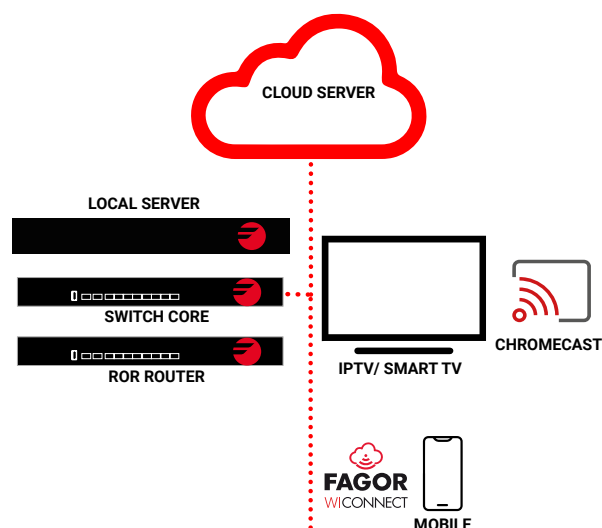 CLOUD SERVER
LOCAL SERVER
SWITCH CORE
ROR ROUTER
IPTV/ SMART TV
CHROMECAST
FAGOR
WICONNECT
MOBILE